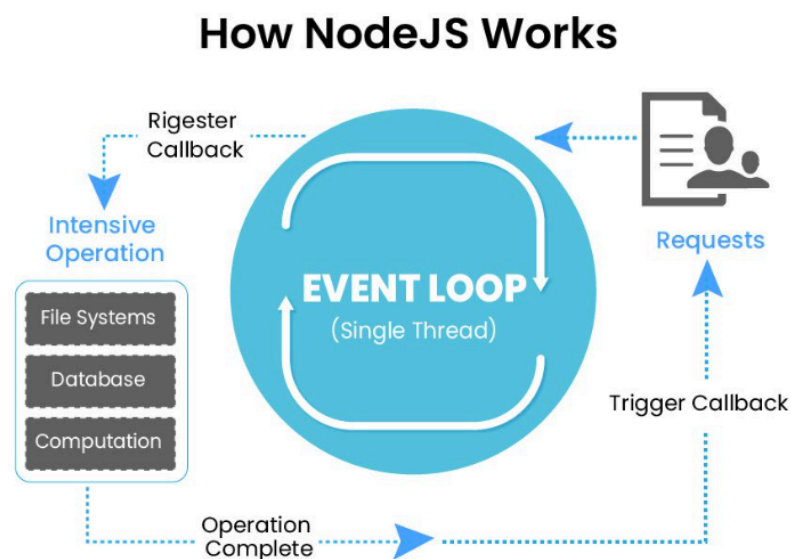 How NodeJS Works
Rigester
Callback
Intensive
Operation
File Systems
Database
Computation
EVENT LOOP
(Single Thread)
Requests
Trigger Callback
Operation
Complete